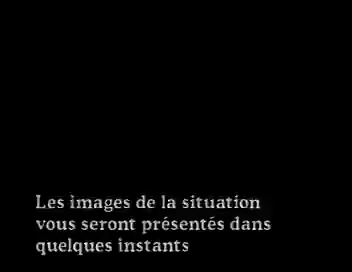 Les images de la situation
vous seront présentés dans
quelques instants